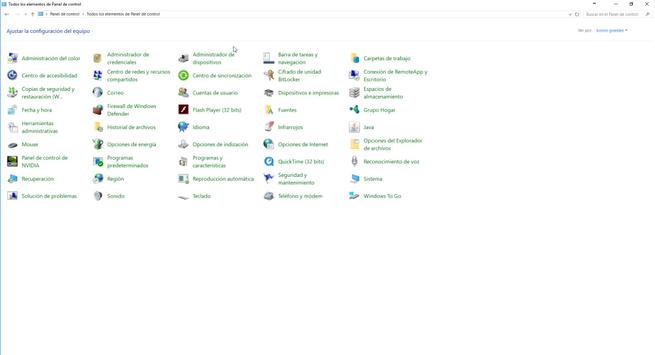 Todos los elementos de Panel de control
Panel de control > Todos los elementos de Panel de control
Buscar en el Panel de control
Ajustar la configuración del equipo
Ver por: Iconos grandes
Administración del color
Administrador de
credenciales
Administrador de
dispositivos
Barra de tareas y
navegación
Carpetas de trabajo
Centro de accesibilidad
Centro de redes y recursos
compartidos
Centro de sincronización
Cifrado de unidad
BitLocker
Conexión de RemoteApp y
Escritorio
Copias de seguridad y
restauración (W...
Correo
Cuentas de usuario
Dispositivos e impresoras
Espacios de
almacenamiento
Fecha y hora
Firewall de Windows
Defender
Flash Player (32 bits)
Fuentes
Grupo Hogar
Herramientas
administrativas
Historial de archivos
Idioma
Infrarrojos
Java
Mouse
Opciones de energía
Opciones de indización
Opciones de Internet
Opciones del Explorador
de archivos
Panel de control de
NVIDIA
Programas
predeterminados
Programas y
características
QuickTime (32 bits)
Reconocimiento de voz
Recuperación
Región
Reproducción automática
Seguridad y
mantenimiento
Sistema
Solución de problemas
Sonido
Teclado
Teléfono y módem
Windows To Go